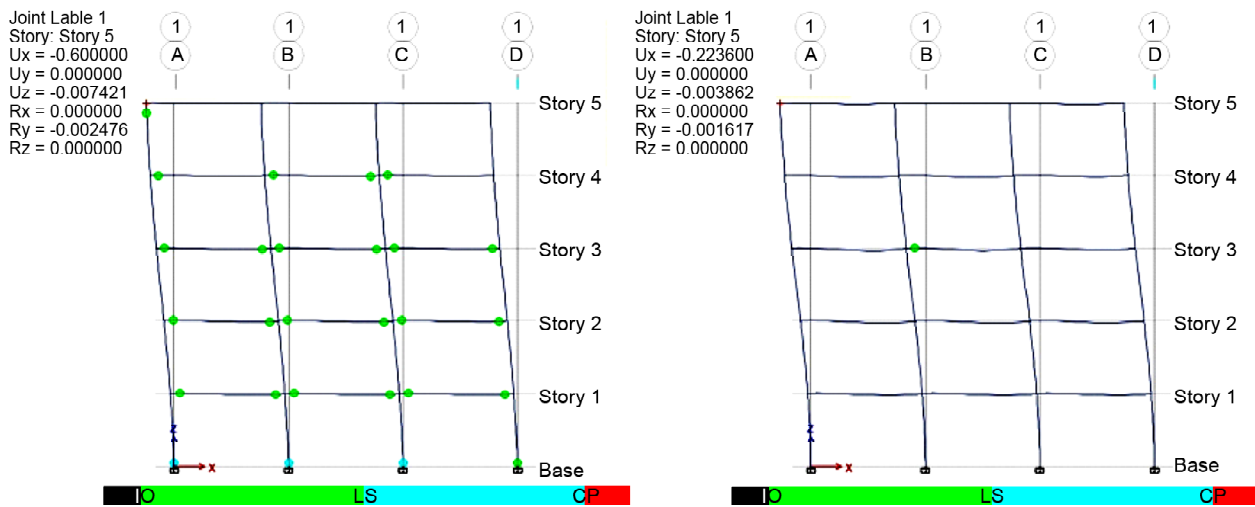 Joint Lable 1
Story: Story 5
Ux = -0.600000
Uy = 0.000000
Uz = -0.007421
Rx = 0.000000
Ry = -0.002476
Rz = 0.000000
1 1 1 1
A B C D
Story 5
Story 4
Story 3
Story 2
Story 1
Z
X
Base
IO LS CP
Joint Lable 1
Story: Story 5
Ux = -0.223600
Uy = 0.000000
Uz = -0.003862
Rx = 0.000000
Ry = -0.001617
Rz = 0.000000
1 1 1 1
A B C D
Story 5
Story 4
Story 3
Story 2
Story 1
Z
X
Base
IO LS CP